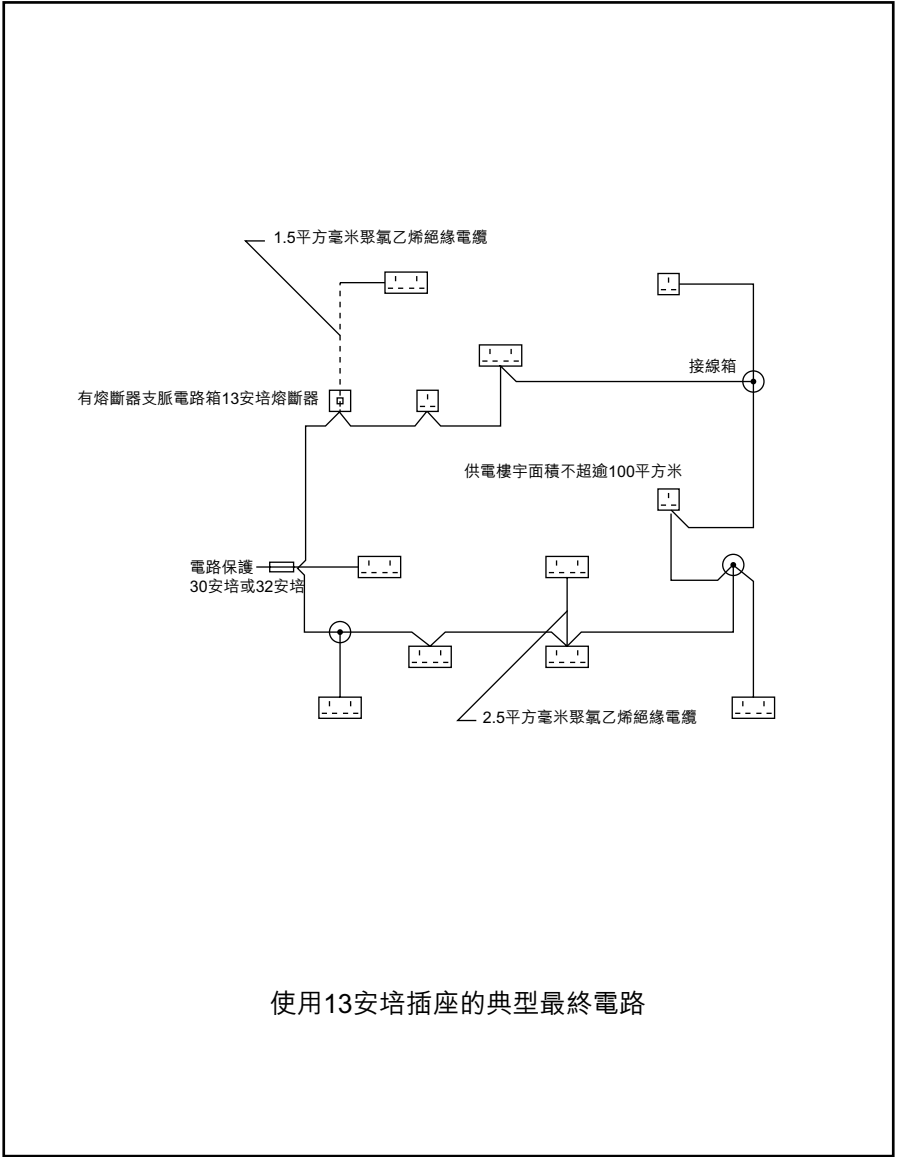 1.5平方毫米聚氯乙烯絕緣電纜
接線箱
有熔斷器支脈電路箱13安培熔斷器
供電樓宇面積不超逾100平方米
電路保護
30安培或32安培
2.5平方毫米聚氯乙烯絕緣電纜
使用13安培插座的典型最終電路